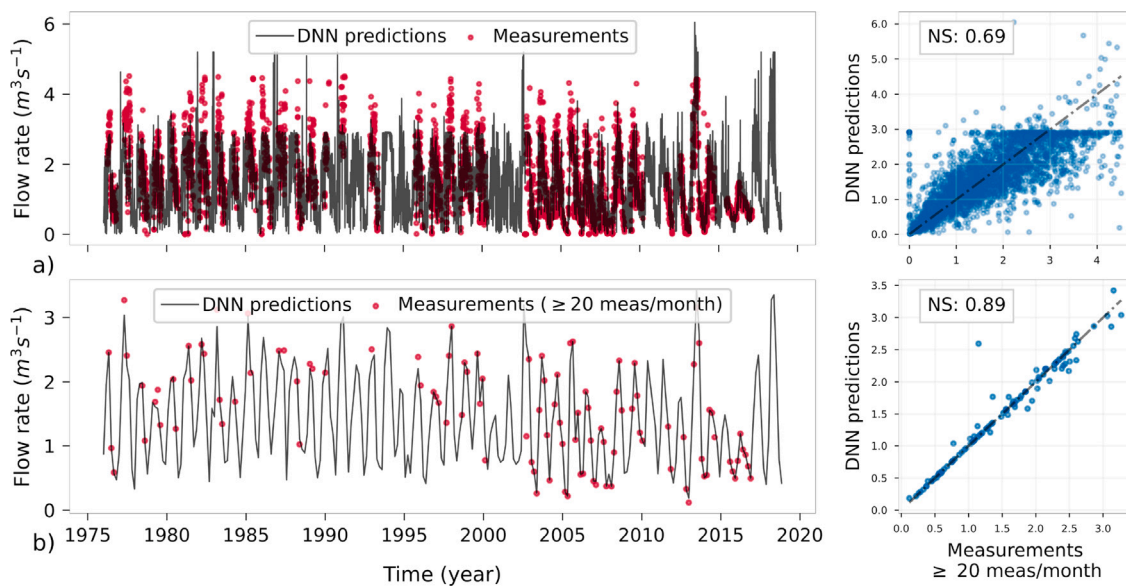 Flow rate (m³s⁻¹)
6
4
2
0
DNN predictions
Measurements
a)
DNN predictions
6.0
5.0
4.0
3.0
2.0
1.0
0.0
NS: 0.69
0 1 2 3 4
Flow rate (m³s⁻¹)
3
2
1
0
DNN predictions
Measurements ( ≥ 20 meas/month)
b)
1975 1980 1985 1990 1995 2000 2005 2010 2015 2020
Time (year)
DNN predictions
3.5
3.0
2.5
2.0
1.5
1.0
0.5
0.0
NS: 0.89
0.0 0.5 1.0 1.5 2.0 2.5 3.0
Measurements
≥ 20 meas/month